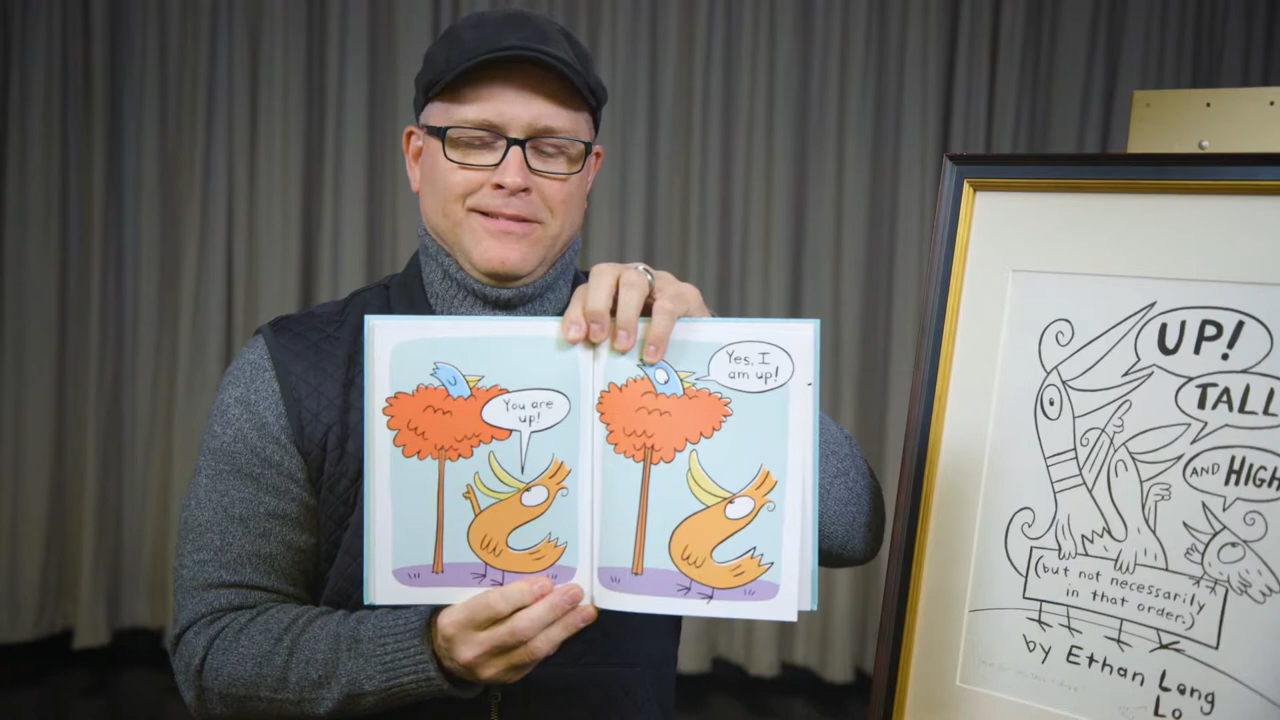 You are
up!
Yes, I
am up!
UP!
TALL
AND HIGH
(but not necessarily
in that order.)
by Ethan Long
Lo